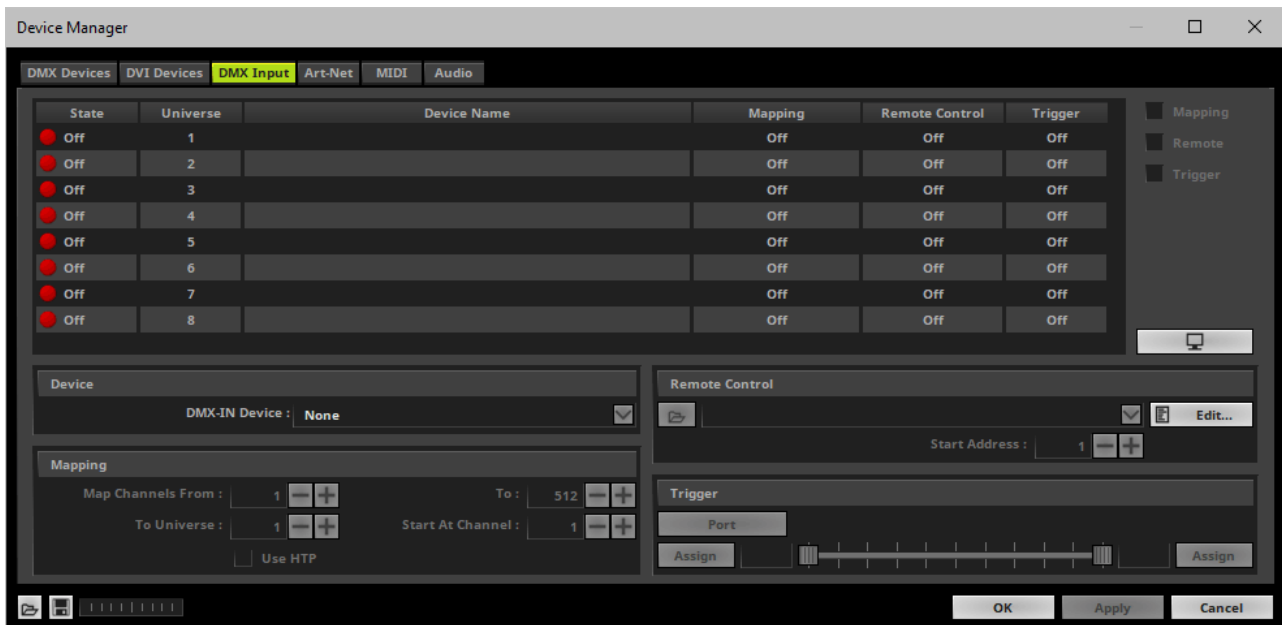 Device Manager
DMX Devices DVI Devices DMX Input Art-Net MIDI Audio
State Universe Device Name Mapping Remote Control Trigger
Off 1 Off Off Off
Off 2 Off Off Off
Off 3 Off Off Off
Off 4 Off Off Off
Off 5 Off Off Off
Off 6 Off Off Off
Off 7 Off Off Off
Off 8 Off Off Off
Mapping
Remote
Trigger
Device
DMX-IN Device : None
Mapping
Map Channels From : 1 To : 512
To Universe : 1 Start At Channel : 1
Use HTP
Remote Control
Edit...
Start Address : 1
Trigger
Port
Assign Assign
OK Apply Cancel